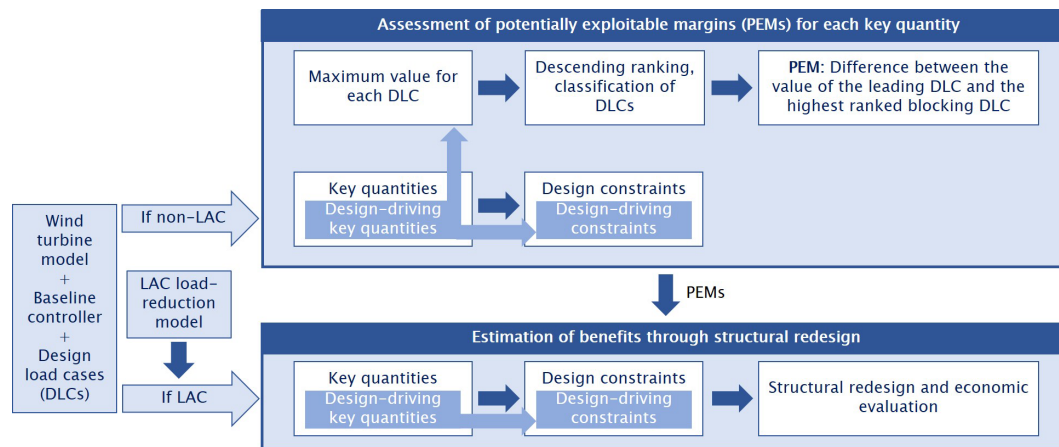 Assessment of potentially exploitable margins (PEMs) for each key quantity
Maximum value for
each DLC
Descending ranking,
classification of
DLCs
PEM: Difference between the
value of the leading DLC and the
highest ranked blocking DLC
Key quantities
Design-driving
key quantities
Design constraints
Design-driving
constraints
Wind
turbine
model
+
Baseline
controller
+
Design
load cases
(DLCs)
If non-LAC
LAC load-
reduction
model
If LAC
PEMs
Estimation of benefits through structural redesign
Key quantities
Design-driving
key quantities
Design constraints
Design-driving
constraints
Structural redesign and economic
evaluation